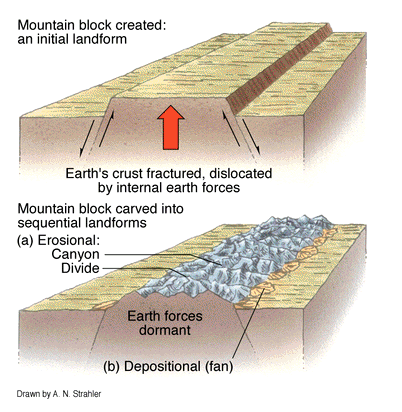 Mountain block created:
an initial landform
Earth's crust fractured, dislocated
by internal earth forces
Mountain block carved into
sequential landforms
(a) Erosional:
Canyon
Divide
Earth forces
dormant
(b) Depositional (fan)
Drawn by A. N. Strahler